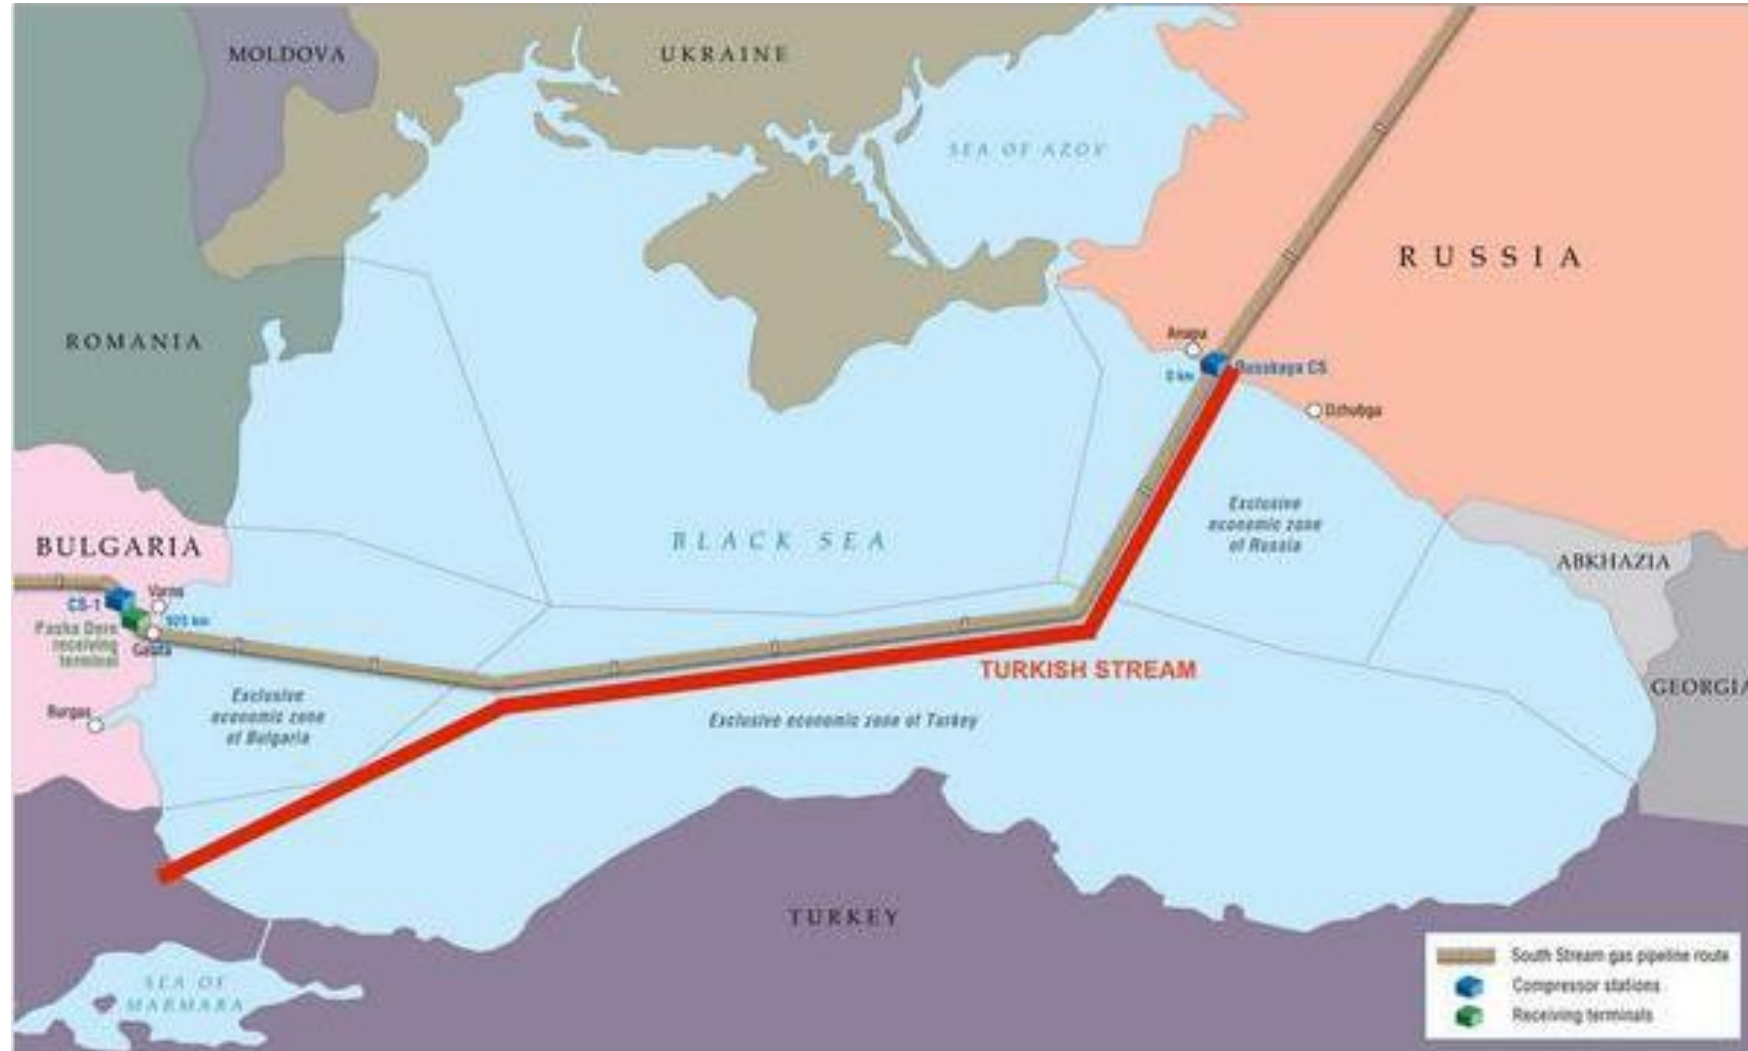 MOLDOVA
UKRAINE
SEA OF AZOV
RUSSIA
ROMANIA
Anapa
Russkaya CS
0 km
Dzhubga
Exclusive
economic zone
of Russia
BLACK SEA
BULGARIA
ABKHAZIA
Varna
CS-1
925 km
Pasha Dere
receiving
terminal
Galata
TURKISH STREAM
GEORGIA
Exclusive
economic zone
of Bulgaria
Burgas
Exclusive economic zone of Turkey
TURKEY
SEA OF
MARMARA
South Stream gas pipeline route
Compressor stations
Receiving terminals